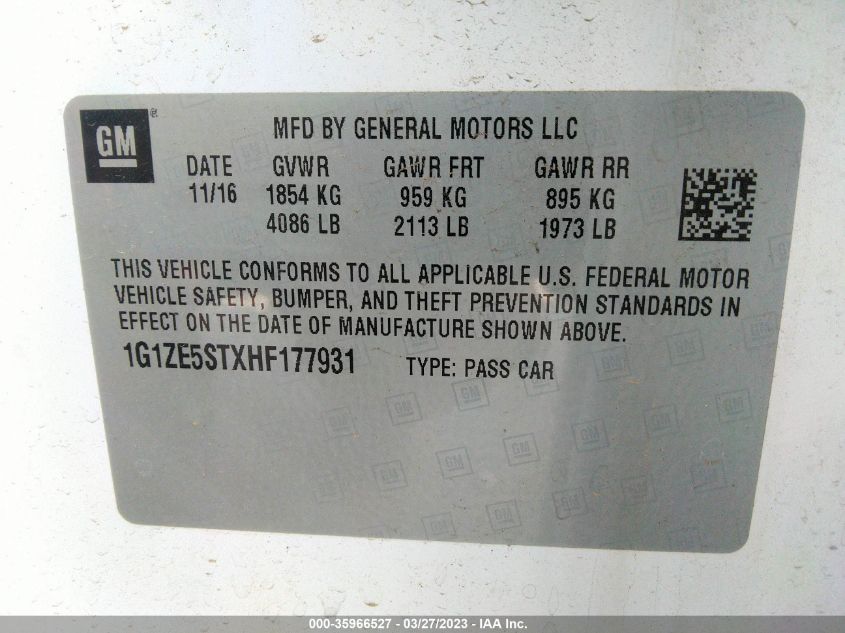 GM ®
MFD BY GENERAL MOTORS LLC
DATE GVWR GAWR FRT GAWR RR
11/16 1854 KG 959 KG 895 KG
4086 LB 2113 LB 1973 LB
THIS VEHICLE CONFORMS TO ALL APPLICABLE U.S. FEDERAL MOTOR
VEHICLE SAFETY, BUMPER, AND THEFT PREVENTION STANDARDS IN
EFFECT ON THE DATE OF MANUFACTURE SHOWN ABOVE.
1G1ZE5STXHF177931 TYPE: PASS CAR
000-35966527 - 03/27/2023 - IAA Inc.